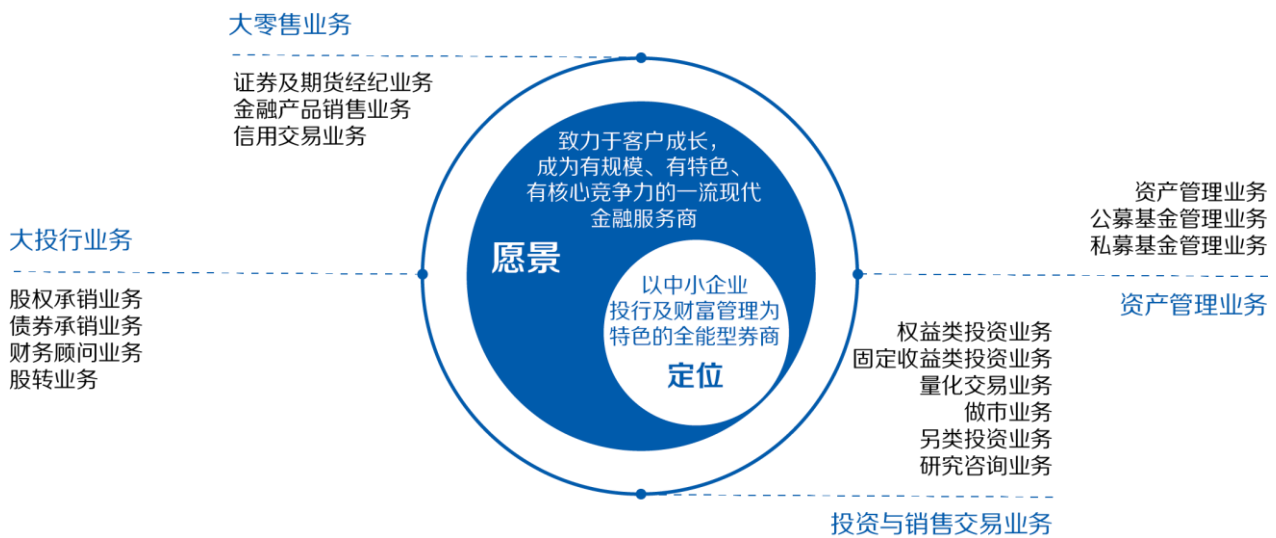 大零售业务
证券及期货经纪业务
金融产品销售业务
信用交易业务
大投行业务
股权承销业务
债券承销业务
财务顾问业务
股转业务
致力于客户成长，
成为有规模、有特色、
有核心竞争力的一流现代
金融服务商
愿景
以中小企业
投行及财富管理为
特色的全能型券商
定位
资产管理业务
公募基金管理业务
私募基金管理业务
资产管理业务
权益类投资业务
固定收益类投资业务
量化交易业务
做市业务
另类投资业务
研究咨询业务
投资与销售交易业务